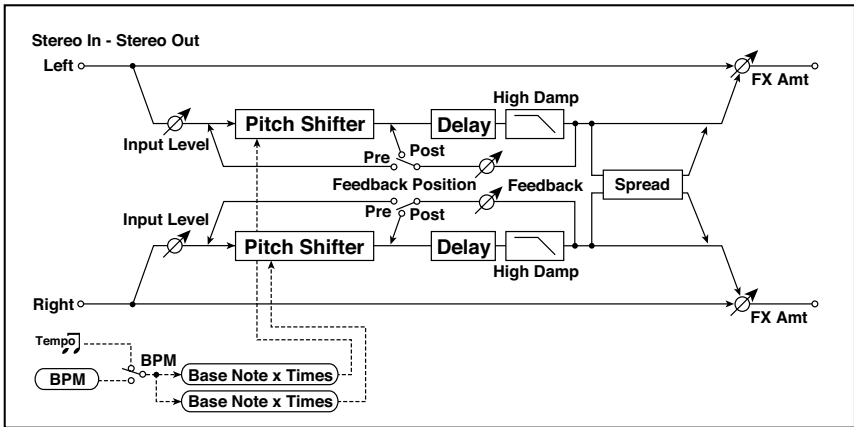 Stereo In - Stereo Out
Left
FX Amt
High Damp
Pitch Shifter
Delay
Input Level
Pre
Post
Feedback Position
Feedback
Spread
Input Level
Pre
Post
Pitch Shifter
Delay
High Damp
Right
FX Amt
Tempo
BPM
BPM
Base Note x Times
Base Note x Times